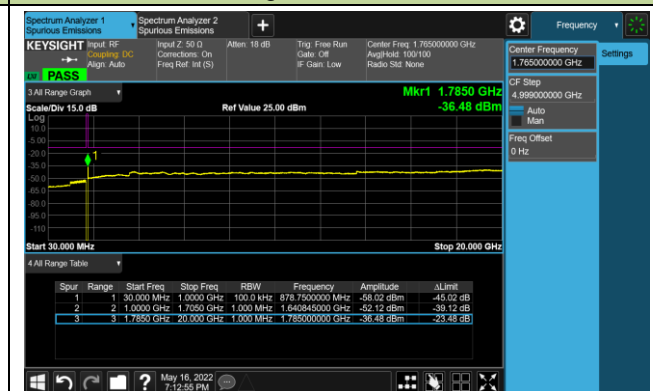 Spectrum Analyzer 1
Spurious Emissions
Spectrum Analyzer 2
Spurious Emissions
+
Frequency
KEYSIGHT
Input: RF
Coupling: DC
Align: Auto
Input Z: 50 Ω
Corrections: On
Freq Ref: Int (S)
Atten: 18 dB
Trig: Free Run
Gate: Off
IF Gain: Low
Center Freq: 1.765000000 GHz
Avg|Hold: 100/100
Radio Std: None
PASS
Center Frequency
1.765000000 GHz
Settings
CF Step
4.999000000 GHz
Auto
Man
Freq Offset
0 Hz
3 All Range Graph
Mkr1 1.7850 GHz
-36.48 dBm
Scale/Div 15.0 dB
Ref Value 25.00 dBm
Log
10.0
-5.00
-20.0
-35.0
-50.0
-65.0
-80.0
-95.0
-110
1
Start 30.000 MHz
Stop 20.000 GHz
4 All Range Table
Spur Range Start Freq Stop Freq RBW Frequency Amplitude ΔLimit
1 1 30.000 MHz 1.0000 GHz 100.0 kHz 878.7500000 MHz -58.02 dBm -45.02 dB
2 2 1.0000 GHz 1.7050 GHz 1.000 MHz 1.640845000 GHz -52.12 dBm -39.12 dB
3 3 1.7850 GHz 20.000 GHz 1.000 MHz 1.785000000 GHz -36.48 dBm -23.48 dB
?
May 16, 2022
7:12:55 PM